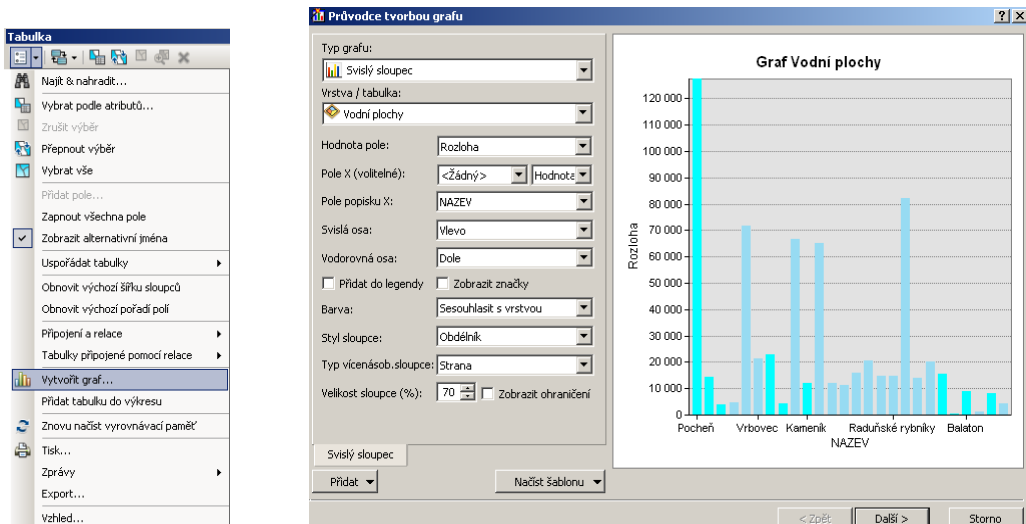 Tabulka
Najít & nahradit...
Vybrat podle atributů...
Zrušit výběr
Přepnout výběr
Vybrat vše
Přidat pole...
Zapnout všechna pole
Zobrazit alternativní jména
Uspořádat tabulky
Obnovit výchozí šířku sloupců
Obnovit výchozí pořadí polí
Připojení a relace
Tabulky připojené pomocí relace
Vytvořit graf...
Přidat tabulku do výkresu
Znovu načíst vyrovnávací paměť
Tisk...
Zprávy
Export...
Vzhled...
Průvodce tvorbou grafu
Typ grafu:
Svislý sloupec
Vrstva / tabulka:
Vodní plochy
Hodnota pole: Rozloha
Pole X (volitelné): <Žádný> Hodnota
Pole popisku X: NAZEV
Svislá osa: Vlevo
Vodorovná osa: Dole
Přidat do legendy Zobrazit značky
Barva: Sesouhlasit s vrstvou
Styl sloupce: Obdélník
Typ vícenásob.sloupce: Strana
Velikost sloupce (%): 70 Zobrazit ohraničení
Svislý sloupec
Přidat Načíst šablonu
Graf Vodní plochy
120 000
110 000
100 000
90 000
80 000
70 000
60 000
50 000
40 000
30 000
20 000
10 000
0
Rozloha
Pocheň Vrbovec Kameník Raduňské rybníky Balaton
NAZEV
< Zpět Další > Storno